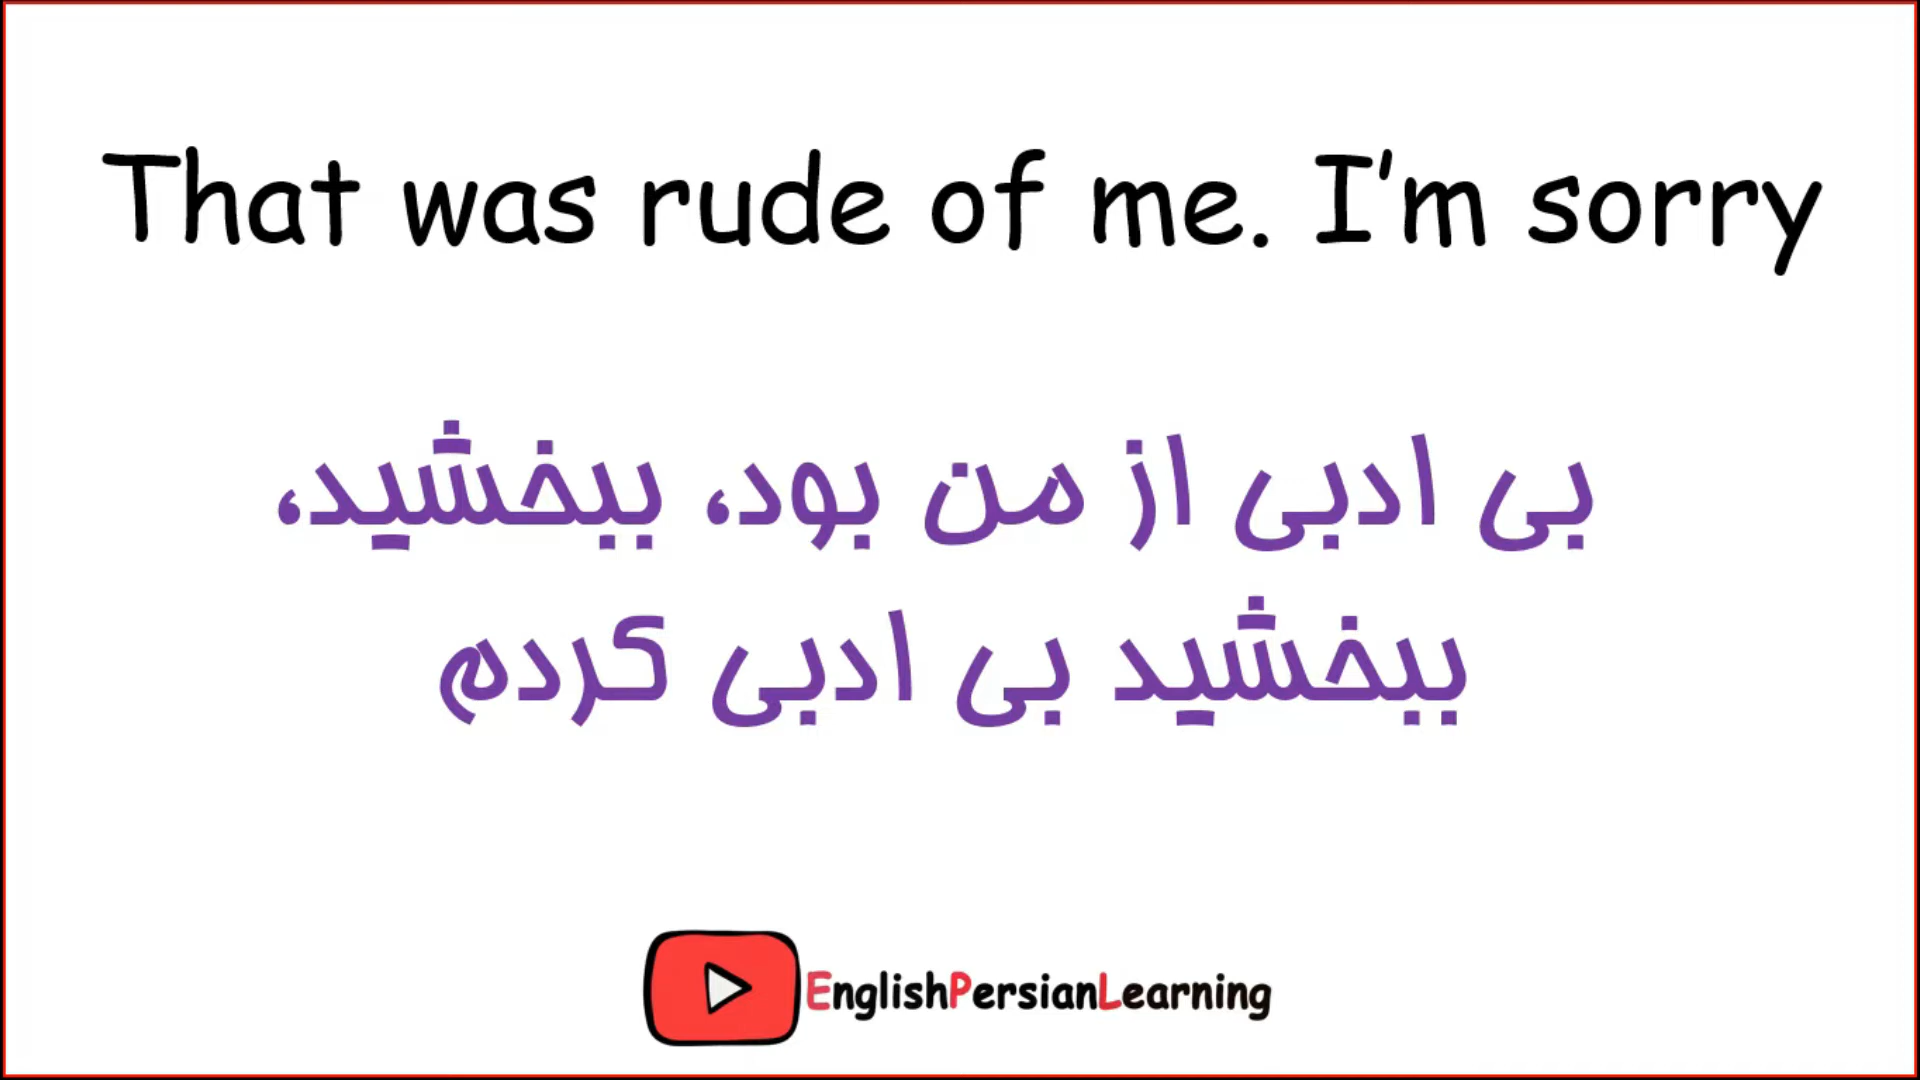 That was rude of me. I’m sorry
بی ادبی از من بود، ببخشید،
ببخشید بی ادبی کردم
EnglishPersianLearning